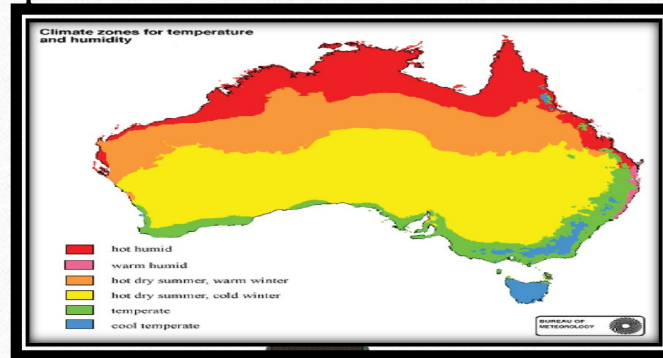 Climate zones for temperature
and humidity
hot humid
warm humid
hot dry summer, warm winter
hot dry summer, cold winter
temperate
cool temperate
BUREAU OF
METEOROLOGY